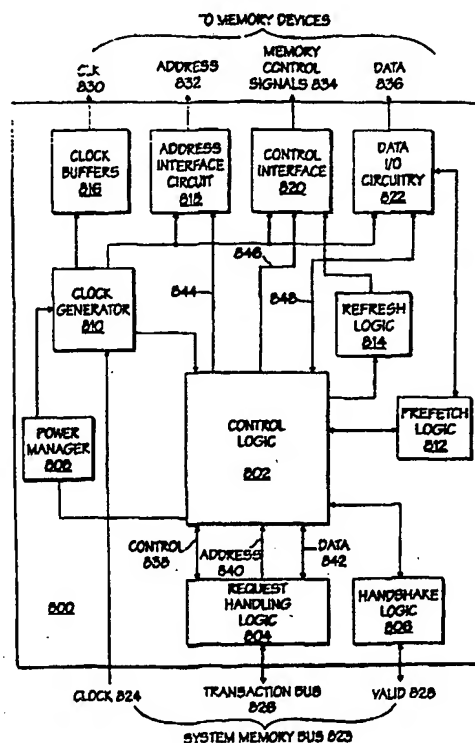 TO MEMORY DEVICES
CLK
830
ADDRESS
832
MEMORY
CONTROL
SIGNALS 834
DATA
836
CLOCK
BUFFERS
816
ADDRESS
INTERFACE
CIRCUIT
818
CONTROL
INTERFACE
820
DATA
I/O
CIRCUITRY
822
846
844
848
CLOCK
GENERATOR
810
REFRESH
LOGIC
814
POWER
MANAGER
808
CONTROL
LOGIC
802
PREFETCH
LOGIC
812
CONTROL
838
ADDRESS
840
DATA
842
800
REQUEST
HANDLING
LOGIC
804
HANDSHAKE
LOGIC
806
CLOCK 824
TRANSACTION BUS
826
VALID 828
SYSTEM MEMORY BUS 823